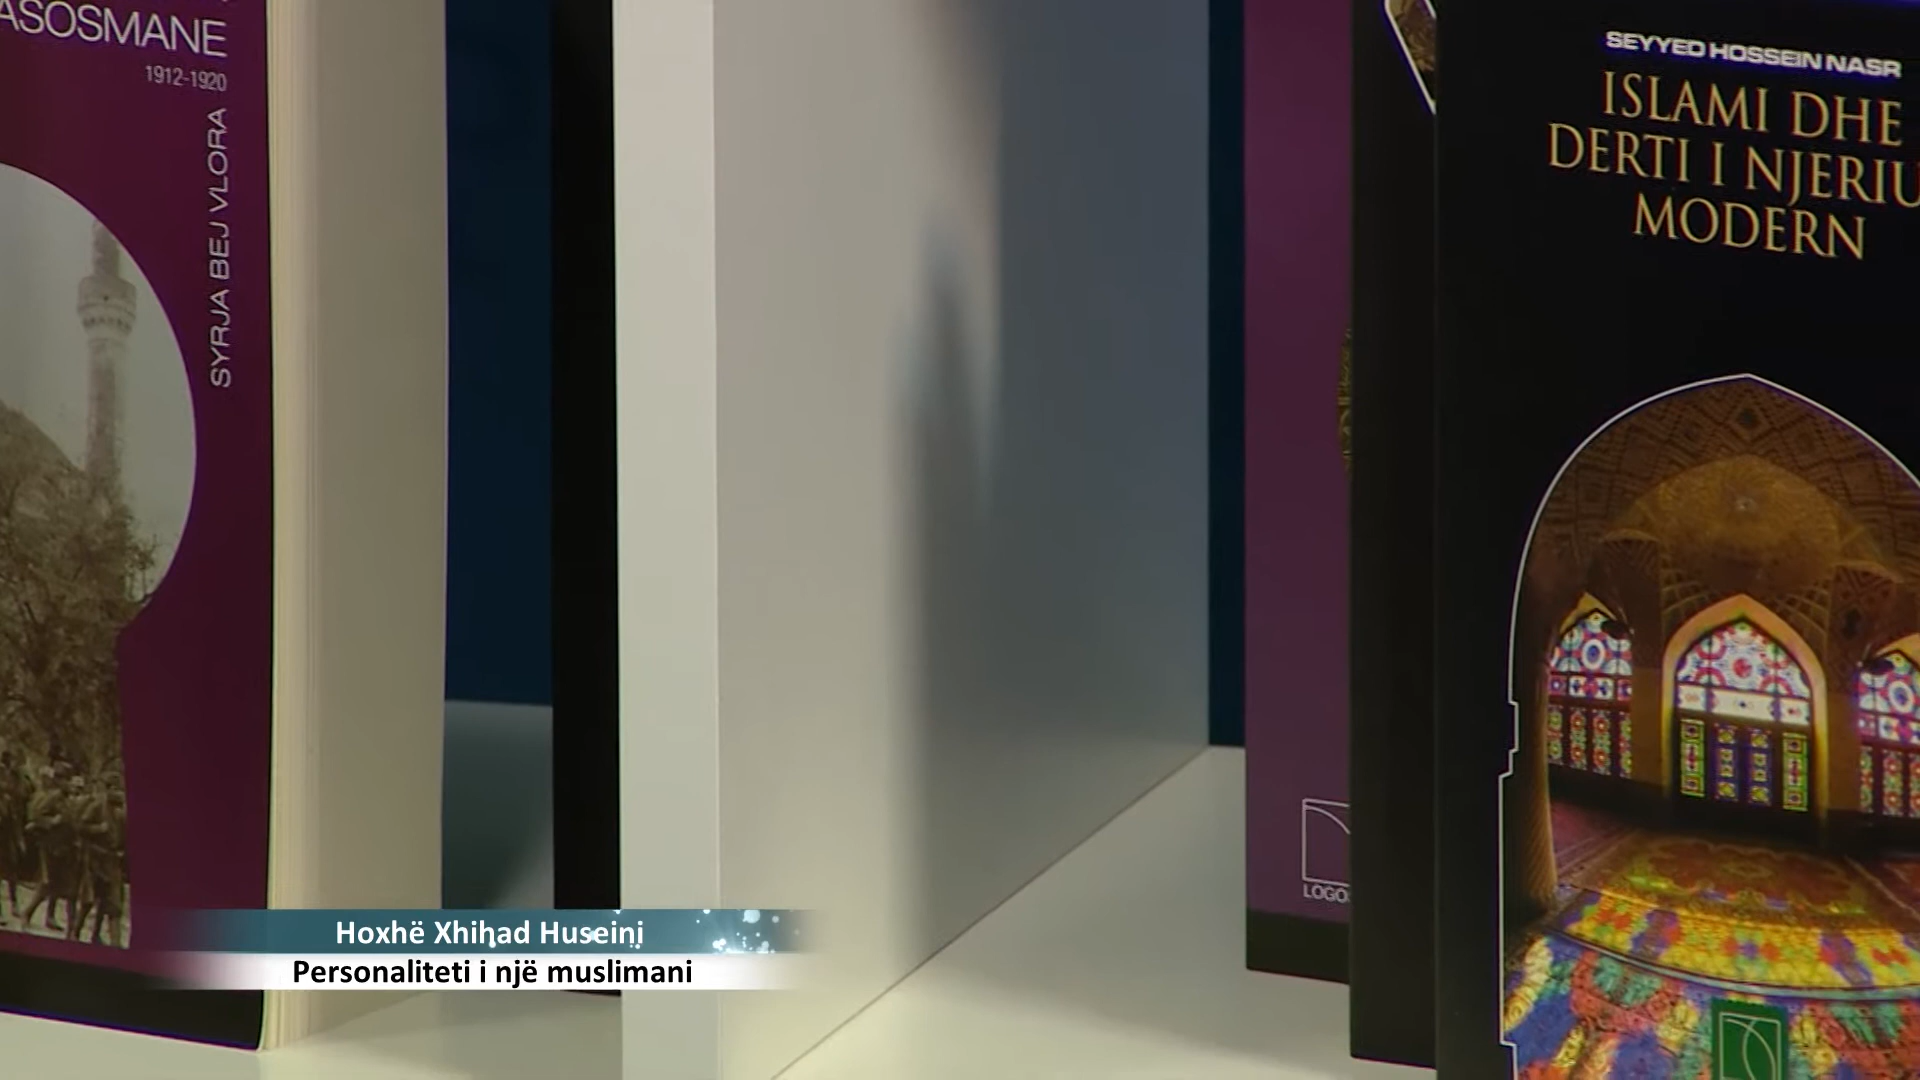 ASOSMANE
1912-1920
SYRJA BEJ VLORA
SEYYED HOSSEIN NASR
ISLAMI DHE
DERTI I NJERIU
MODERN
LOGO
Hoxhë Xhihad Huseini
Personaliteti i një muslimani